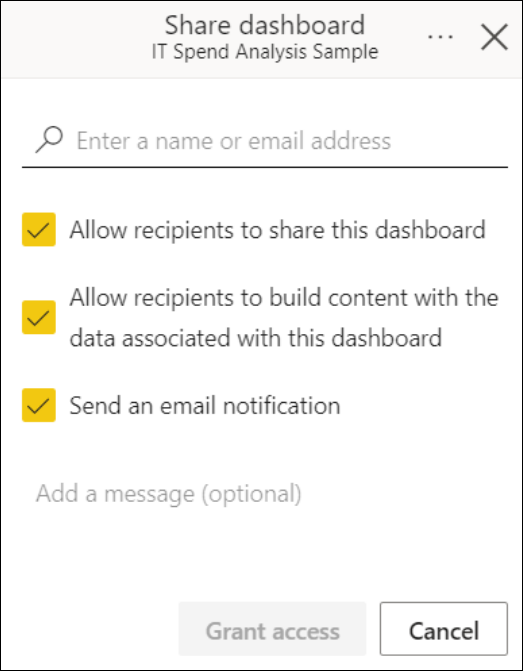 Share dashboard
IT Spend Analysis Sample
Enter a name or email address
Allow recipients to share this dashboard
Allow recipients to build content with the
data associated with this dashboard
Send an email notification
Add a message (optional)
Grant access
Cancel